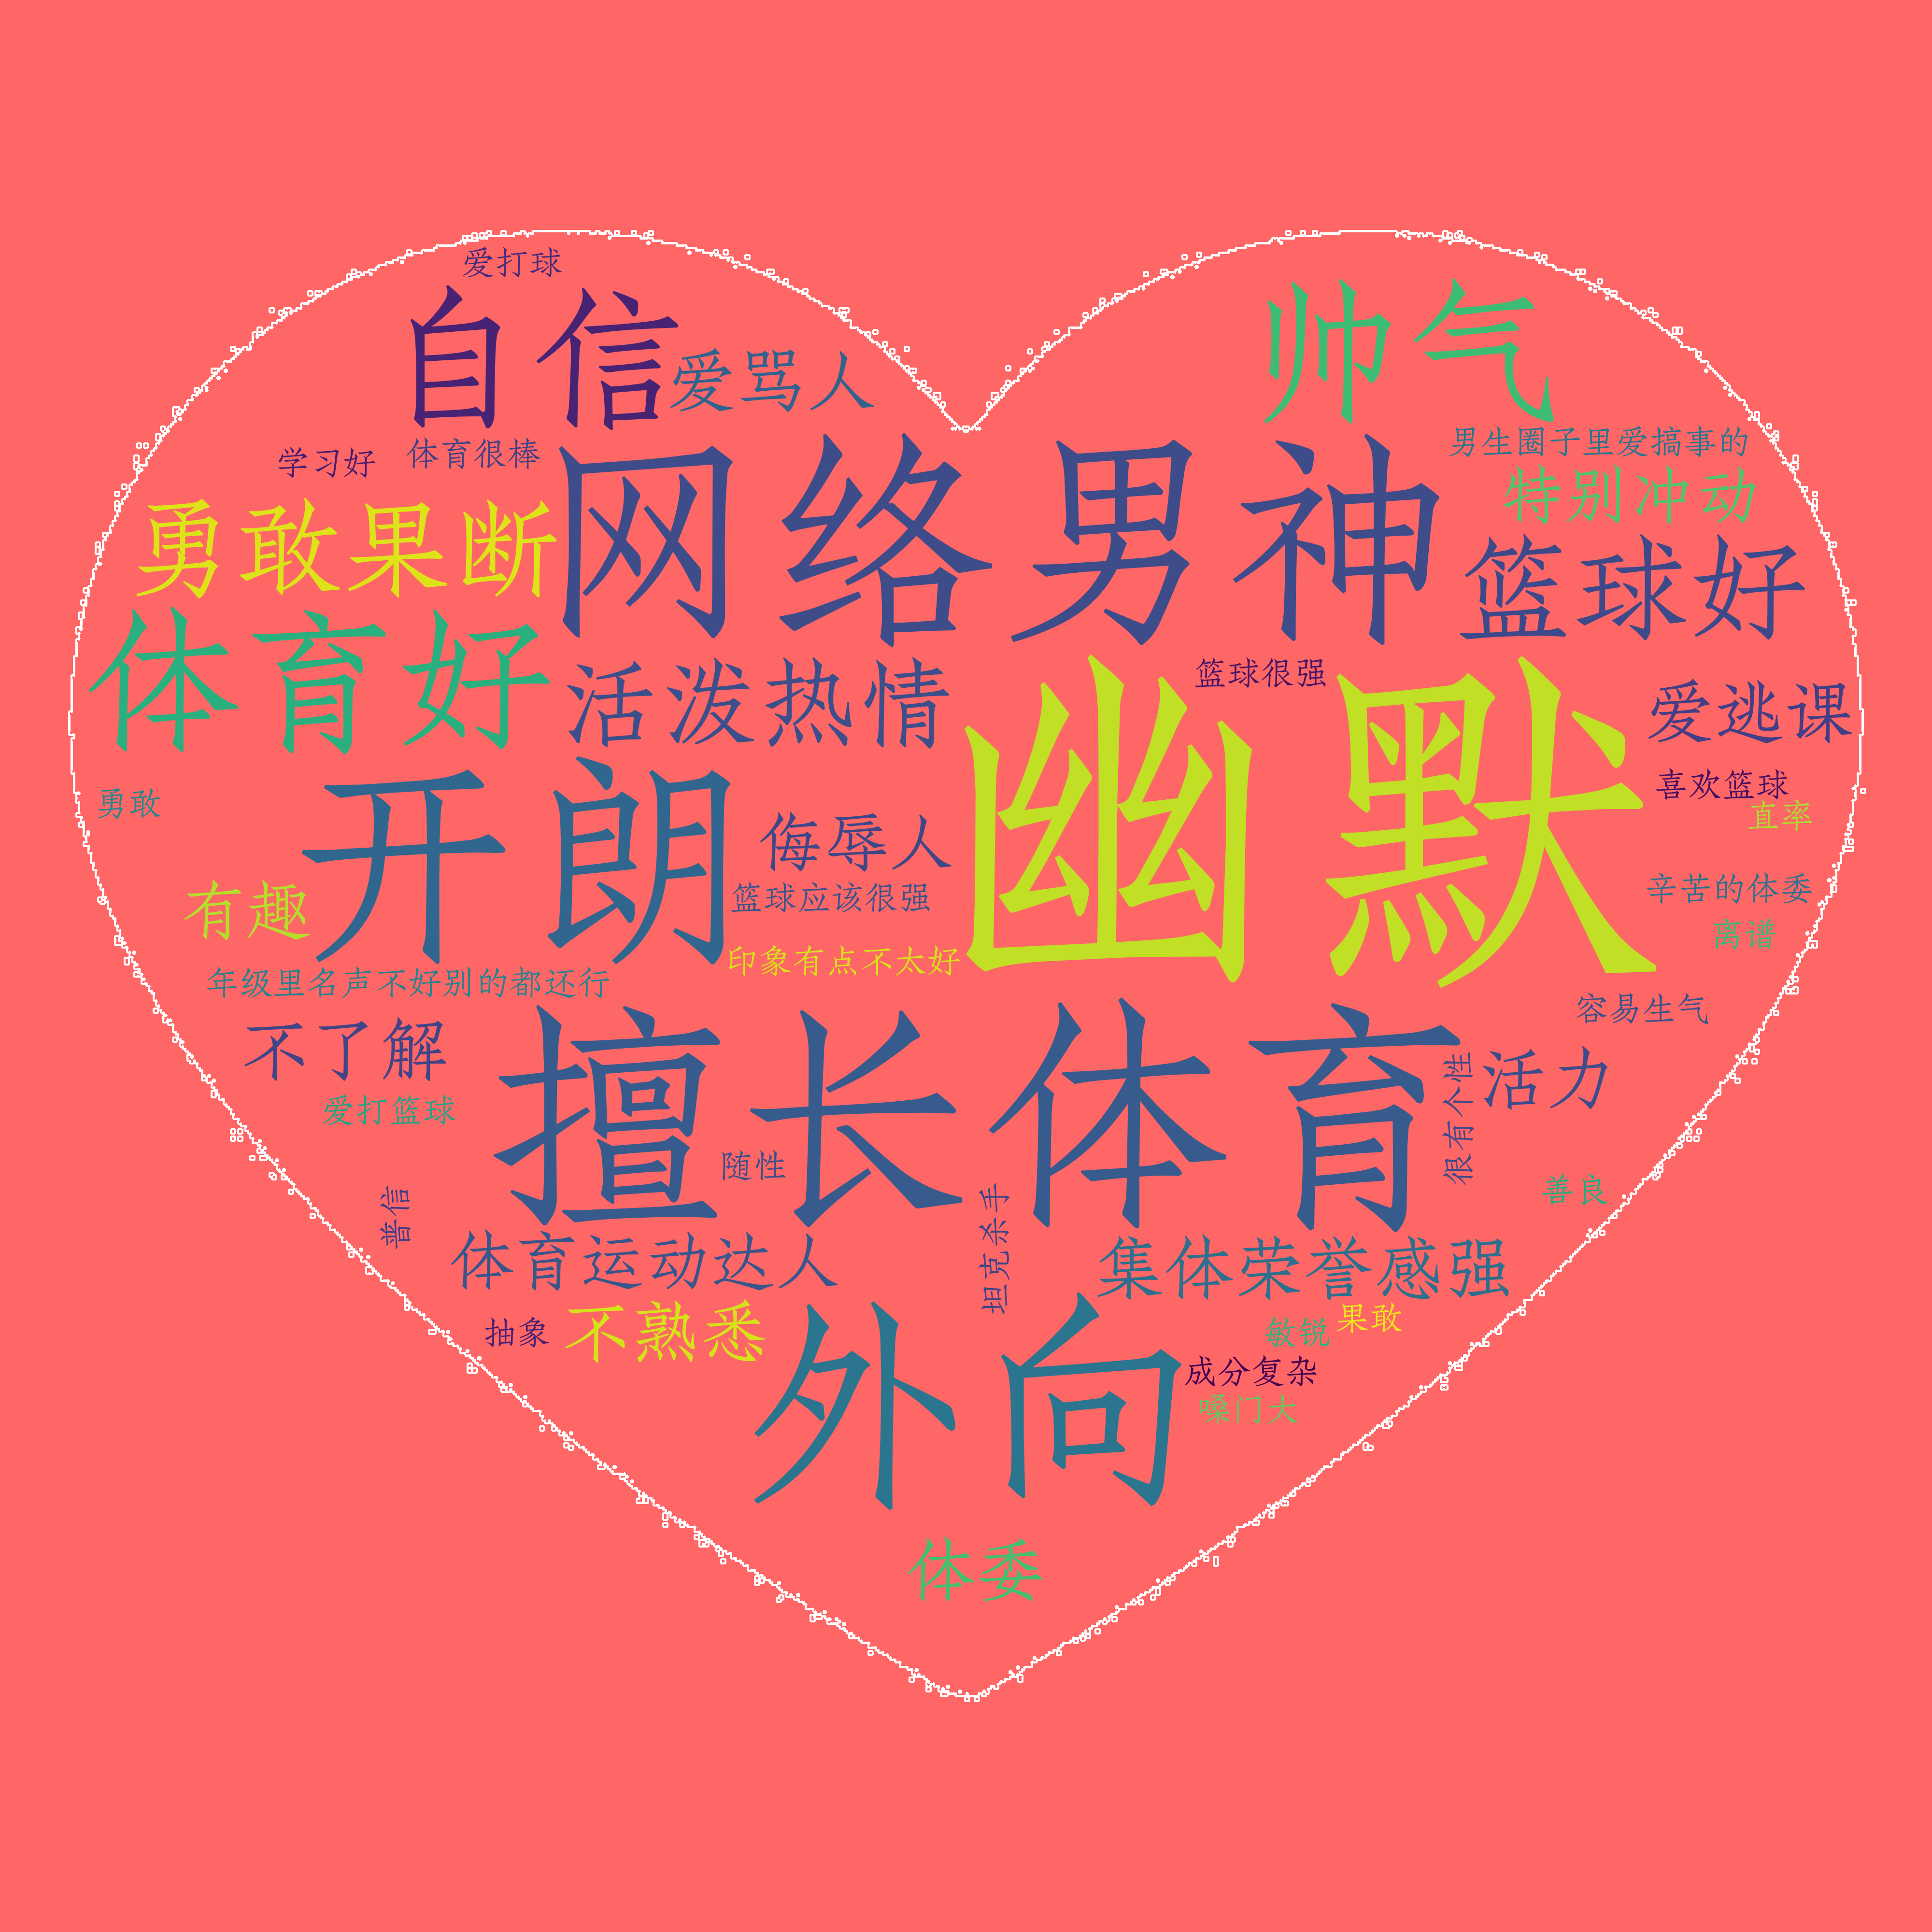 爱打球
自信
帅气
爱骂人
男生圈子里爱搞事的
学习好
体育很棒
网络男神
特别冲动
勇敢果断
篮球好
体育好
活泼热情
篮球很强
爱逃课
幽默
开朗
喜欢篮球
勇敢
直率
侮辱人
有趣
篮球应该很强
辛苦的体委
离谱
印象有点不太好
年级里名声不好别的都还行
容易生气
不了解
擅长体育
很有个性
活力
爱打篮球
随性
善良
普信
坦克杀手
体育运动达人
集体荣誉感强
抽象
不熟悉
外向
敏锐
果敢
成分复杂
嗓门大
体委